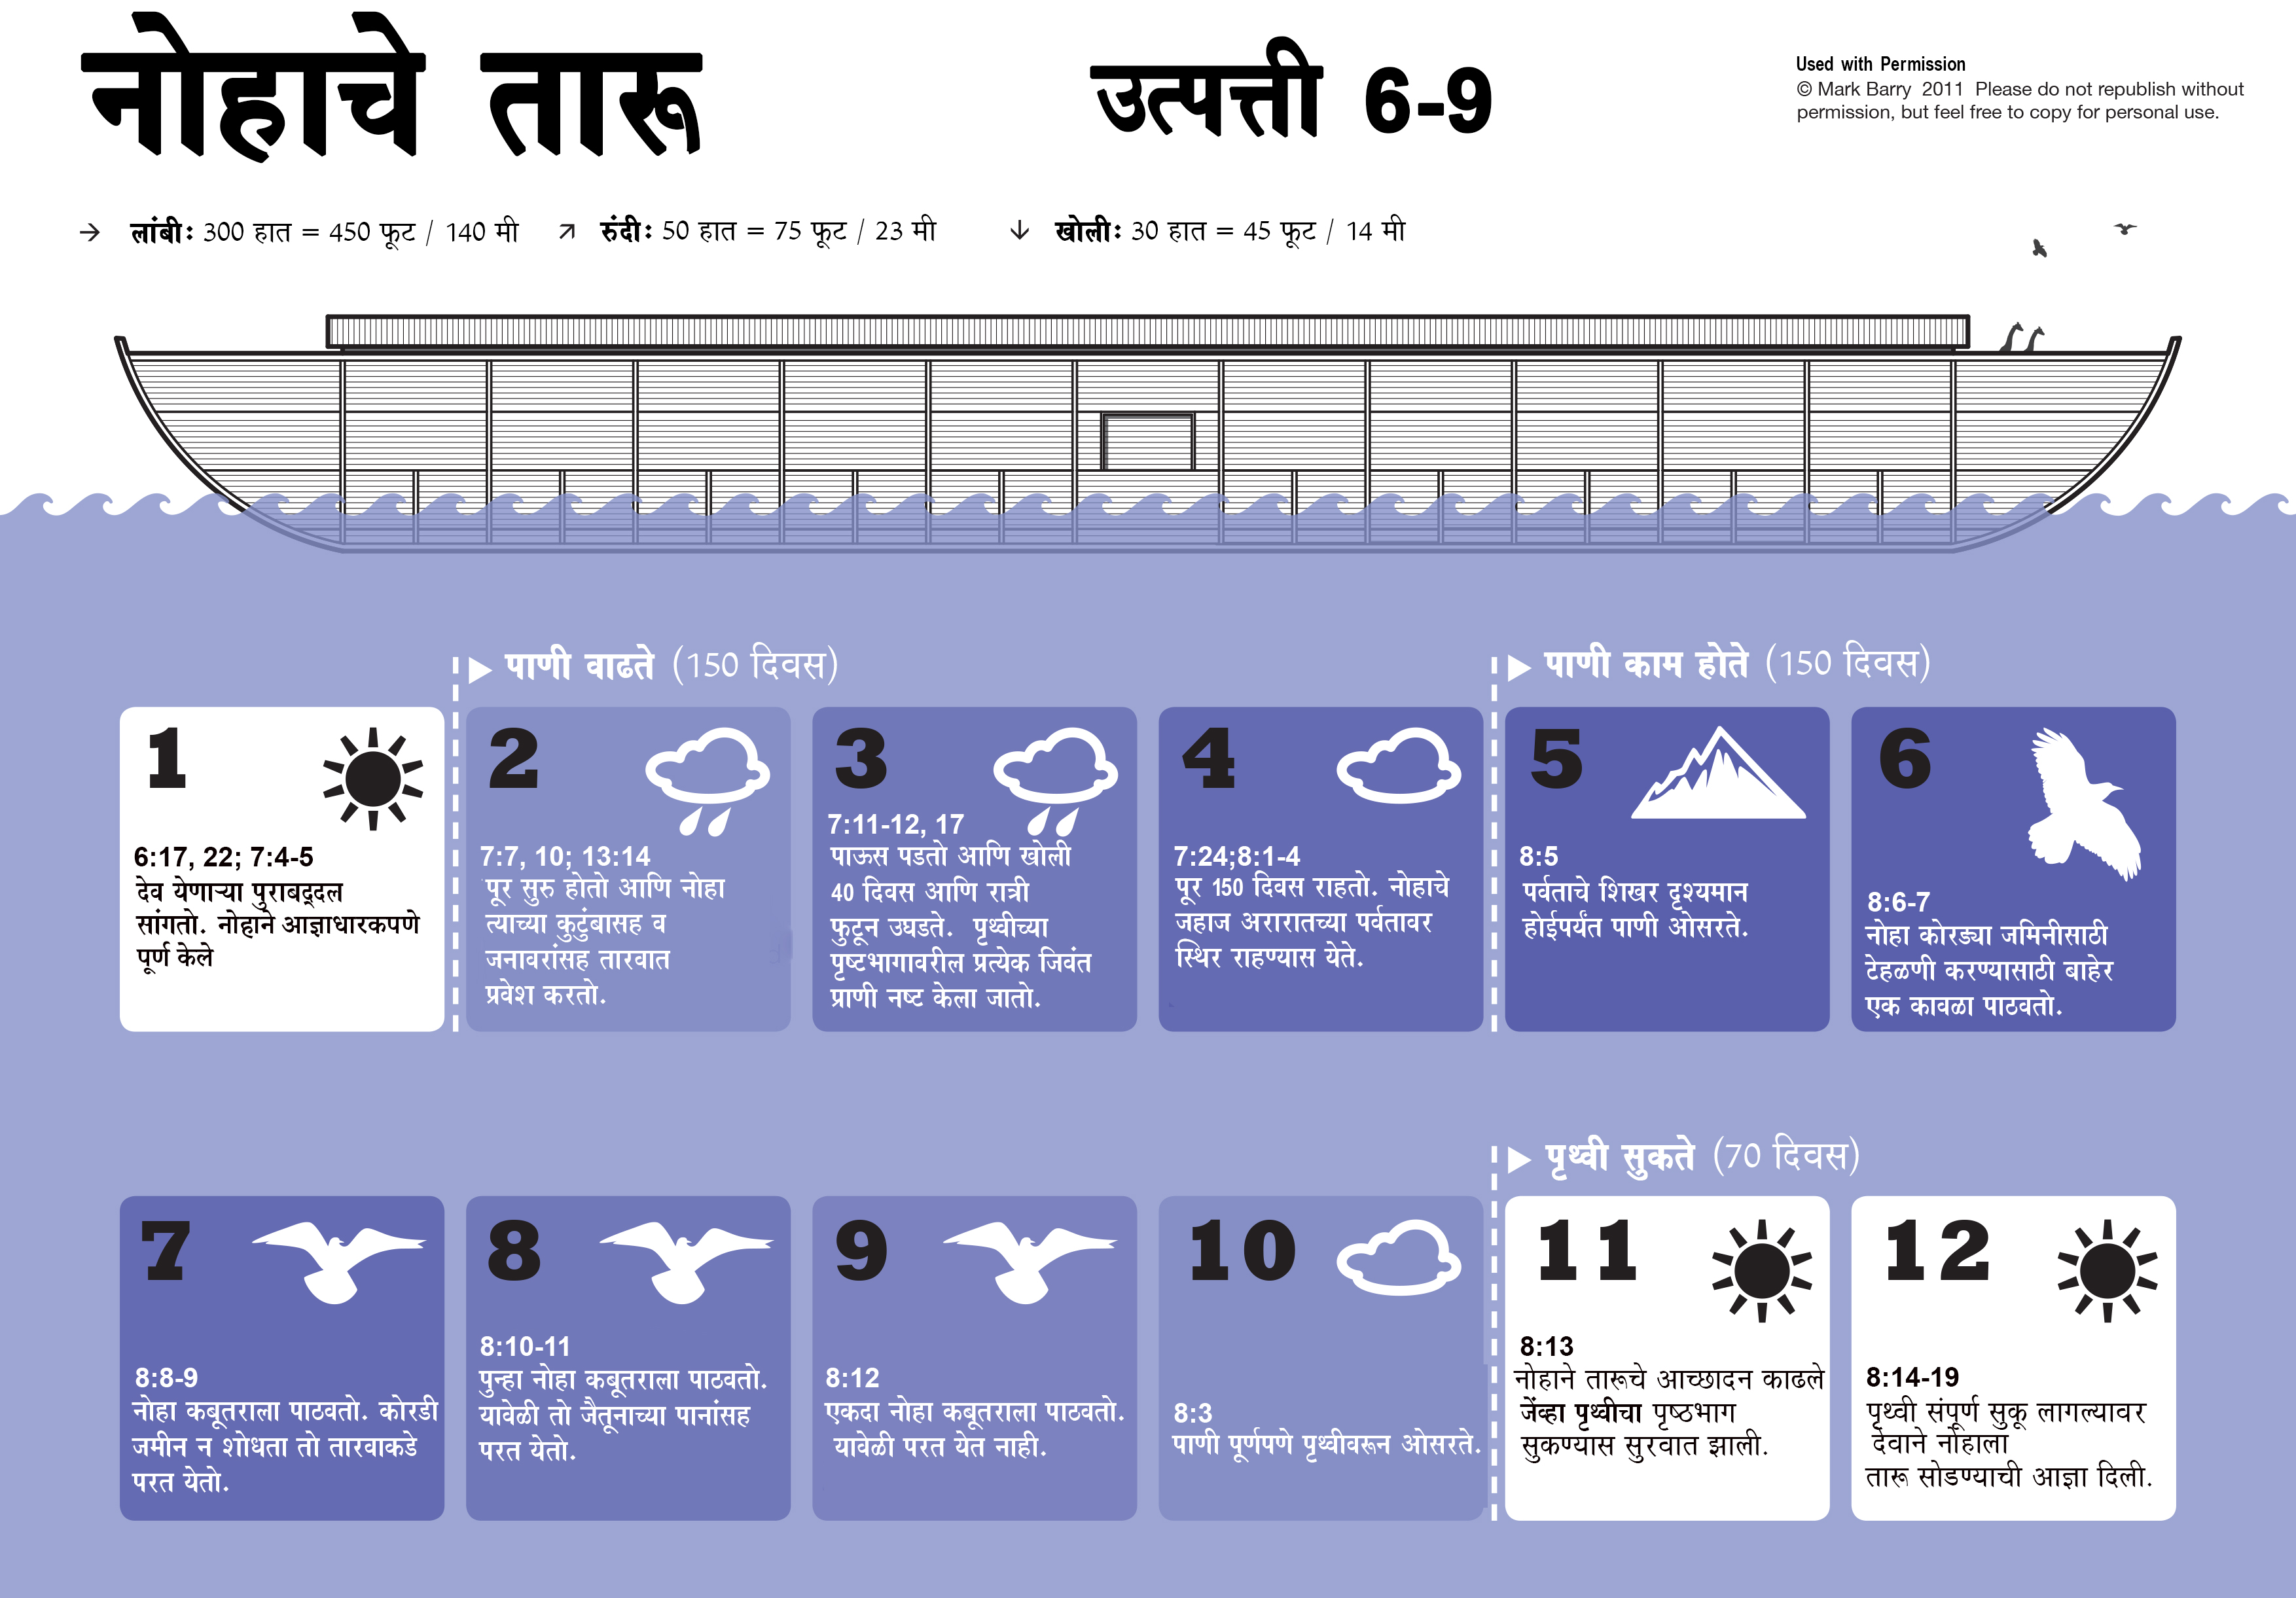 नोहाचे तारू
उत्पत्ती 6-9
Used with Permission
© Mark Barry 2011 Please do not republish without
permission, but feel free to copy for personal use.
लांबी: 300 हात = 450 फूट / 140 मी
रुंदी: 50 हात = 75 फूट / 23 मी
खोली: 30 हात = 45 फूट / 14 मी
पाणी वाढते (150 दिवस)
पाणी काम होते (150 दिवस)
1
6:17, 22; 7:4-5
देव येणाऱ्या पुराबद्दल
सांगतो. नोहाने आज्ञाधारकपणे
पूर्ण केले
2
7:7, 10; 13:14
पूर सुरु होतो आणि नोहा
त्याच्या कुटुंबासह व
जनावरांसह तारवात
प्रवेश करतो.
3
7:11-12, 17
पाऊस पडतो आणि खोली
40 दिवस आणि रात्री
फुटून उघडते. पृथ्वीच्या
पृष्टभागावरील प्रत्येक जिवंत
प्राणी नष्ट केला जातो.
4
7:24;8:1-4
पूर 150 दिवस राहतो. नोहाचे
जहाज अरारातच्या पर्वतावर
स्थिर राहण्यास येते.
5
8:5
पर्वताचे शिखर दृश्यमान
होईपर्यंत पाणी ओसरते.
6
8:6-7
नोहा कोरड्या जमिनीसाठी
टेहळणी करण्यासाठी बाहेर
एक कावळा पाठवतो.
पृथ्वी सुकते (70 दिवस)
7
8:8-9
नोहा कबूतराला पाठवतो. कोरडी
जमीन न शोधता तो तारवाकडे
परत येतो.
8
8:10-11
पुन्हा नोहा कबूतराला पाठवतो.
यावेळी तो जैतूनाच्या पानांसह
परत येतो.
9
8:12
एकदा नोहा कबूतराला पाठवतो.
यावेळी परत येत नाही.
10
8:3
पाणी पूर्णपणे पृथ्वीवरून ओसरते.
11
8:13
नोहाने तारूचे आच्छादन काढले
जेंव्हा पृथ्वीचा पृष्ठभाग
सुकण्यास सुरवात झाली.
12
8:14-19
पृथ्वी संपूर्ण सुकू लागल्यावर
देवाने नोहाला
तारू सोडण्याची आज्ञा दिली.